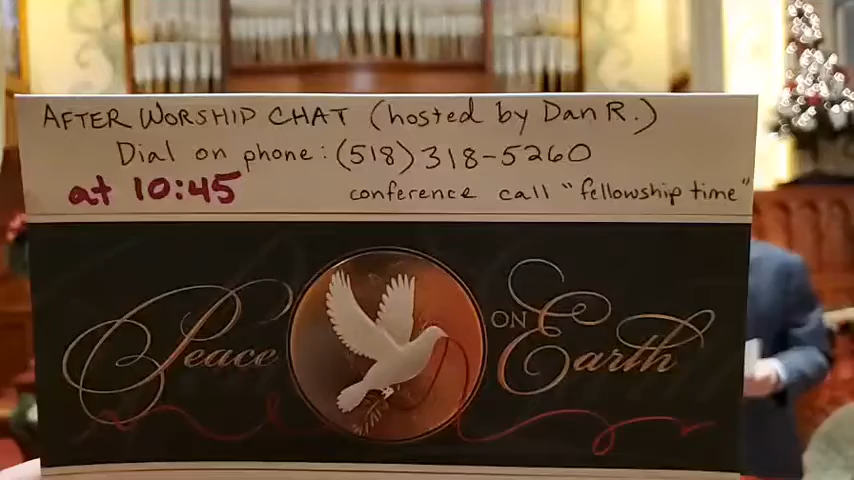 AFTER WORSHIP CHAT (hosted by Dan R.)
Dial on phone: (518) 318-5260
at 10:45 conference call "fellowship time"
Peace ON Earth